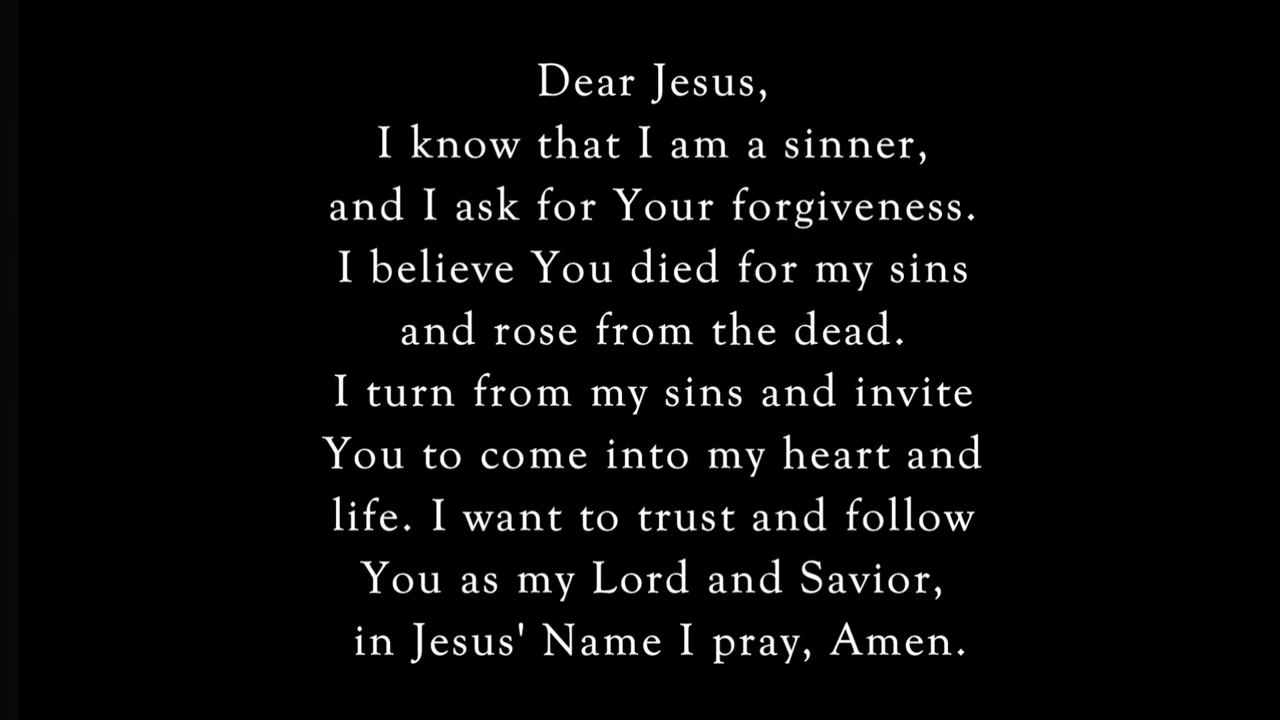 Dear Jesus,
I know that I am a sinner,
and I ask for Your forgiveness.
I believe You died for my sins
and rose from the dead.
I turn from my sins and invite
You to come into my heart and
life. I want to trust and follow
You as my Lord and Savior,
in Jesus' Name I pray, Amen.